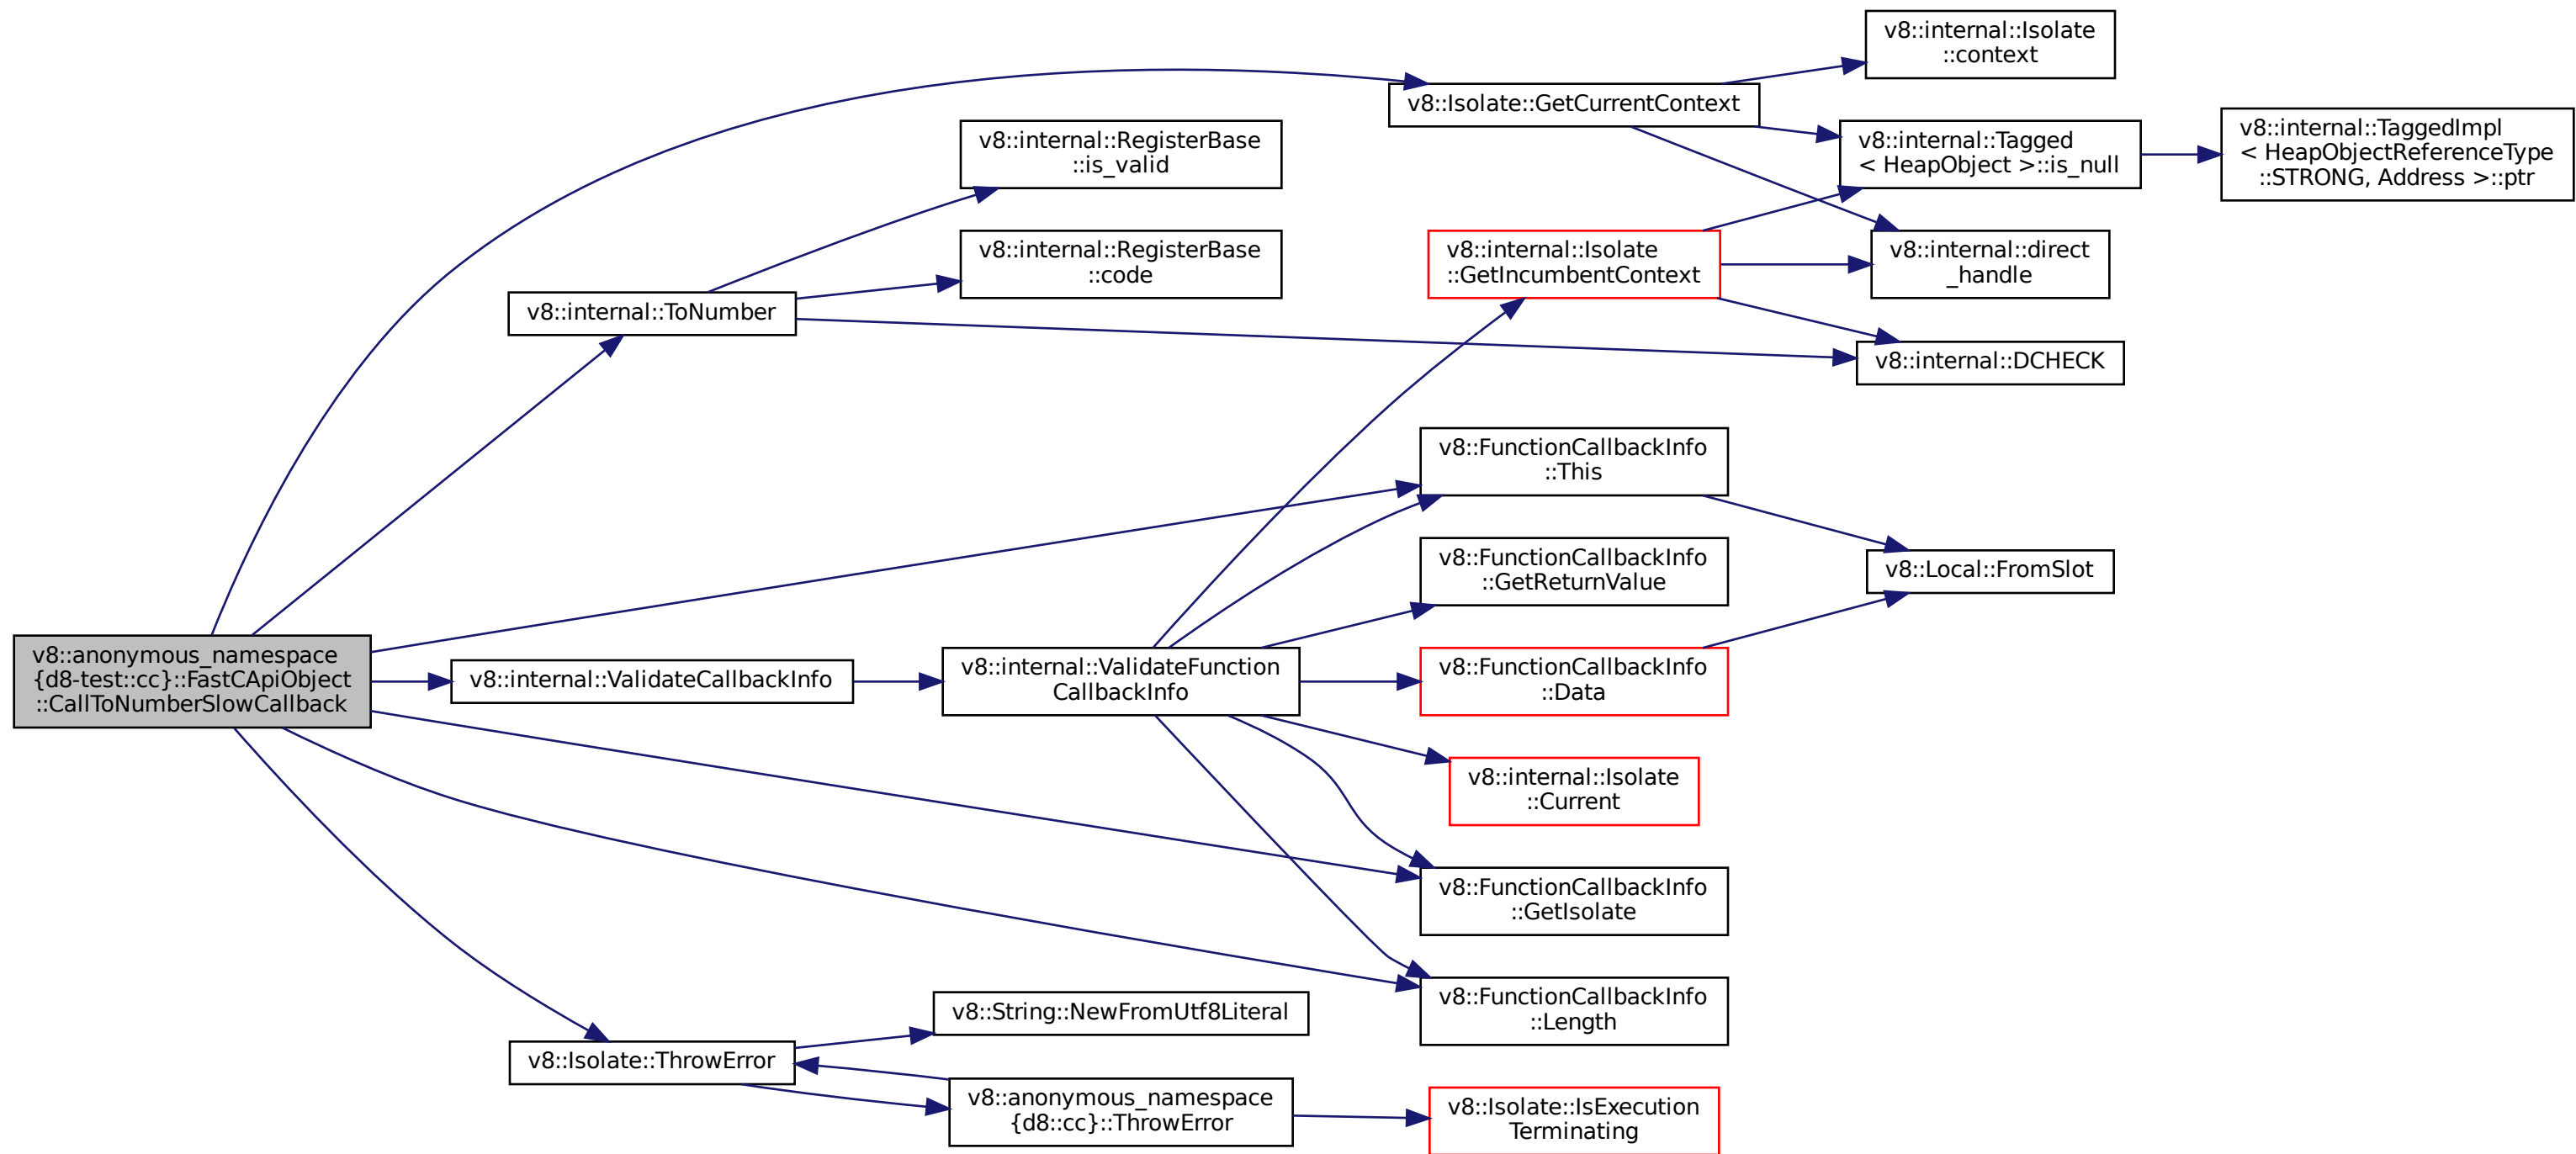 v8::anonymous_namespace
{d8-test::cc}::FastCApiObject
::CallToNumberSlowCallback
v8::Isolate::GetCurrentContext
v8::internal::Isolate
::context
v8::internal::Tagged
< HeapObject >::is_null
v8::internal::TaggedImpl
< HeapObjectReferenceType
::STRONG, Address >::ptr
v8::internal::direct
_handle
v8::internal::ToNumber
v8::internal::RegisterBase
::is_valid
v8::internal::RegisterBase
::code
v8::internal::Isolate
::GetIncumbentContext
v8::internal::DCHECK
v8::FunctionCallbackInfo
::This
v8::Local::FromSlot
v8::FunctionCallbackInfo
::GetReturnValue
v8::internal::ValidateCallbackInfo
v8::internal::ValidateFunction
CallbackInfo
v8::FunctionCallbackInfo
::Data
v8::internal::Isolate
::Current
v8::FunctionCallbackInfo
::GetIsolate
v8::FunctionCallbackInfo
::Length
v8::Isolate::ThrowError
v8::String::NewFromUtf8Literal
v8::anonymous_namespace
{d8::cc}::ThrowError
v8::Isolate::IsExecution
Terminating